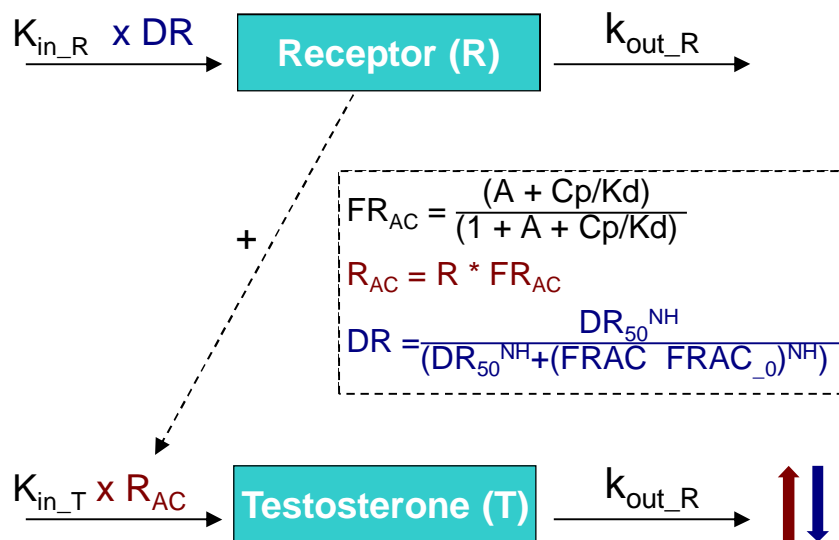 K_in_R x DR Receptor (R) k_out_R
FR_AC = (A + Cp/Kd)
(1 + A + Cp/Kd)
+
R_AC = R * FR_AC
DR = DR_50^NH
(DR_50^NH+(FRAC FRAC_0)^NH)
K_in_T x R_AC Testosterone (T) k_out_R